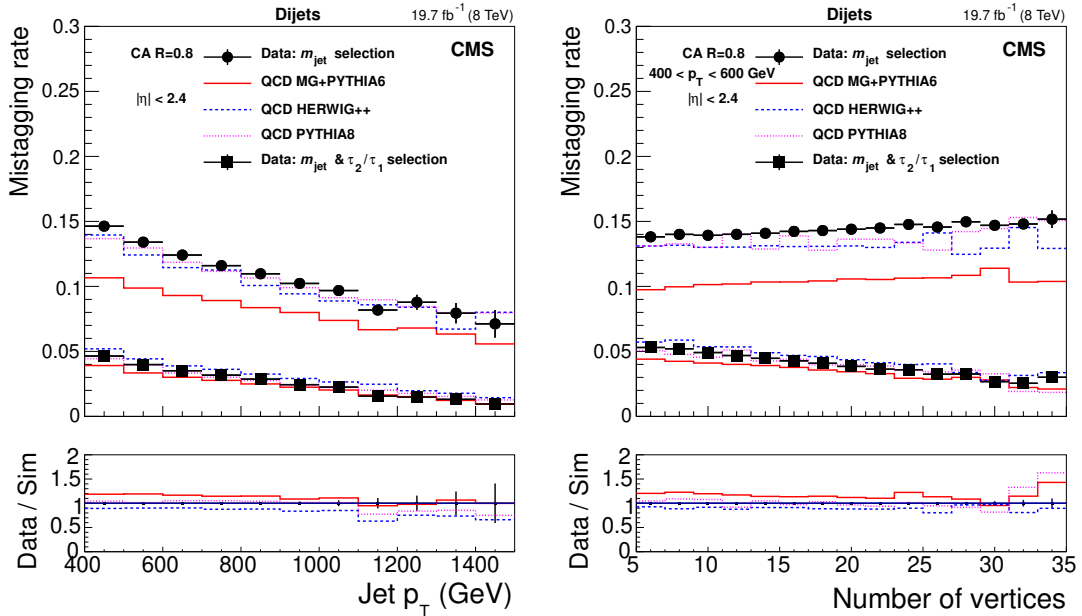 Dijets 19.7 fb⁻¹ (8 TeV)
Mistagging rate
0.3
0.25
0.2
0.15
0.1
0.05
0
CA R=0.8
|η| < 2.4
CMS
Data: m_jet selection
QCD MG+PYTHIA6
QCD HERWIG++
QCD PYTHIA8
Data: m_jet & τ₂/τ₁ selection
Data / Sim
2
1.5
1
0.5
0
400 600 800 1000 1200 1400
Jet p_T (GeV)
Dijets 19.7 fb⁻¹ (8 TeV)
Mistagging rate
0.3
0.25
0.2
0.15
0.1
0.05
0
CA R=0.8
400 < p_T < 600 GeV
|η| < 2.4
CMS
Data: m_jet selection
QCD MG+PYTHIA6
QCD HERWIG++
QCD PYTHIA8
Data: m_jet & τ₂/τ₁ selection
Data / Sim
2
1.5
1
0.5
0
5 10 15 20 25 30 35
Number of vertices